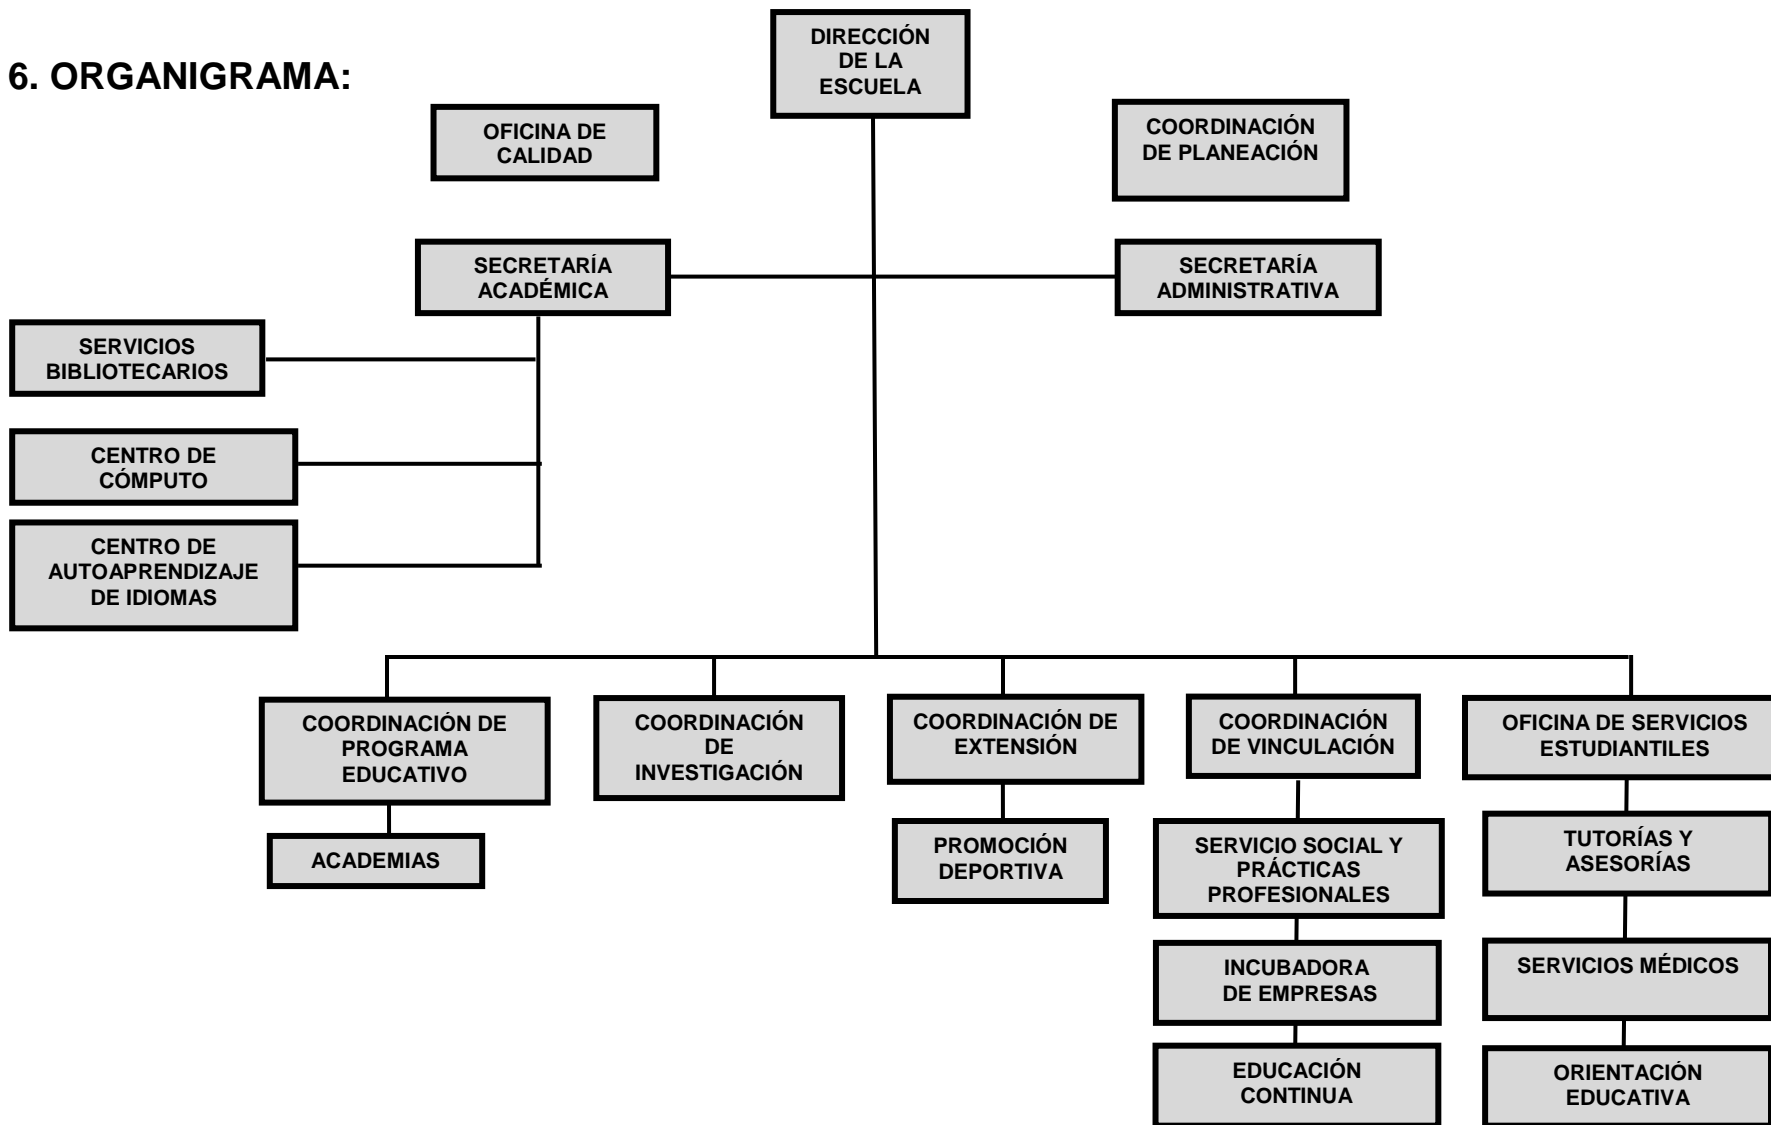 DIRECCIÓN
DE LA
ESCUELA
6. ORGANIGRAMA:
OFICINA DE
CALIDAD
COORDINACIÓN
DE PLANEACIÓN
SECRETARÍA
ACADÉMICA
SECRETARÍA
ADMINISTRATIVA
SERVICIOS
BIBLIOTECARIOS
CENTRO DE
CÓMPUTO
CENTRO DE
AUTOAPRENDIZAJE
DE IDIOMAS
COORDINACIÓN DE
PROGRAMA
EDUCATIVO
COORDINACIÓN
DE
INVESTIGACIÓN
COORDINACIÓN DE
EXTENSIÓN
COORDINACIÓN
DE VINCULACIÓN
OFICINA DE SERVICIOS
ESTUDIANTILES
ACADEMIAS
PROMOCIÓN
DEPORTIVA
SERVICIO SOCIAL Y
PRÁCTICAS
PROFESIONALES
TUTORÍAS Y
ASESORÍAS
INCUBADORA
DE EMPRESAS
SERVICIOS MÉDICOS
EDUCACIÓN
CONTINUA
ORIENTACIÓN
EDUCATIVA